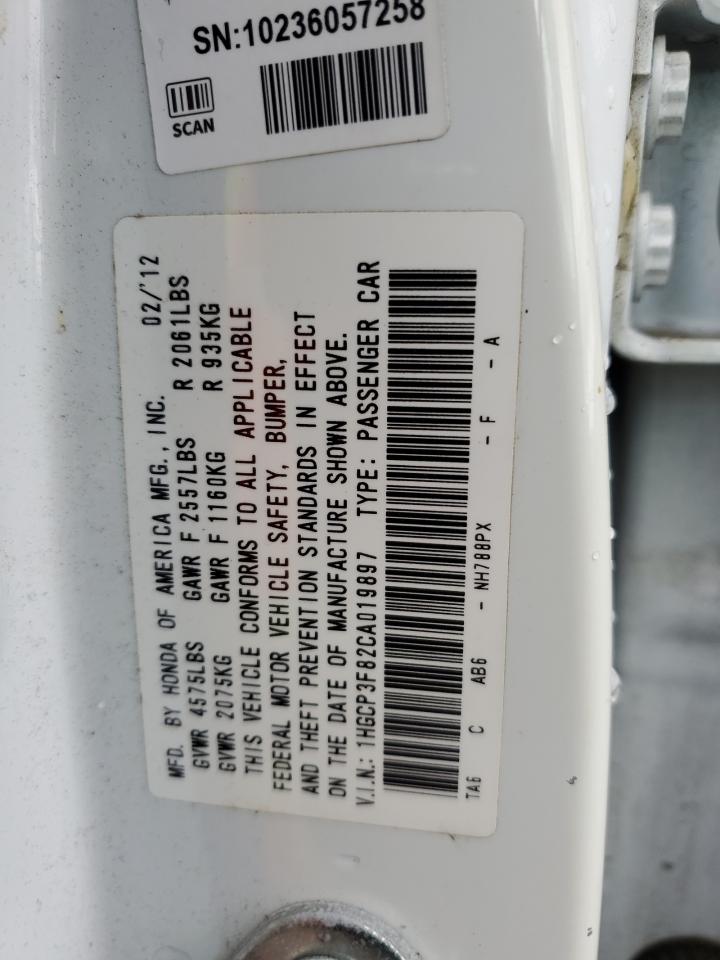 SN:10236057258
SCAN
MFD. BY HONDA OF AMERICA MFG., INC. 02/'12
GVWR 4575LBS GAWR F 2557LBS R 2061LBS
GVWR 2075KG GAWR F 1160KG R 935KG
THIS VEHICLE CONFORMS TO ALL APPLICABLE
FEDERAL MOTOR VEHICLE SAFETY, BUMPER,
AND THEFT PREVENTION STANDARDS IN EFFECT
ON THE DATE OF MANUFACTURE SHOWN ABOVE.
V.I.N.: 1HGCP3F82CA019897 TYPE: PASSENGER CAR
TA6 C AB6 - NH788PX - F - A